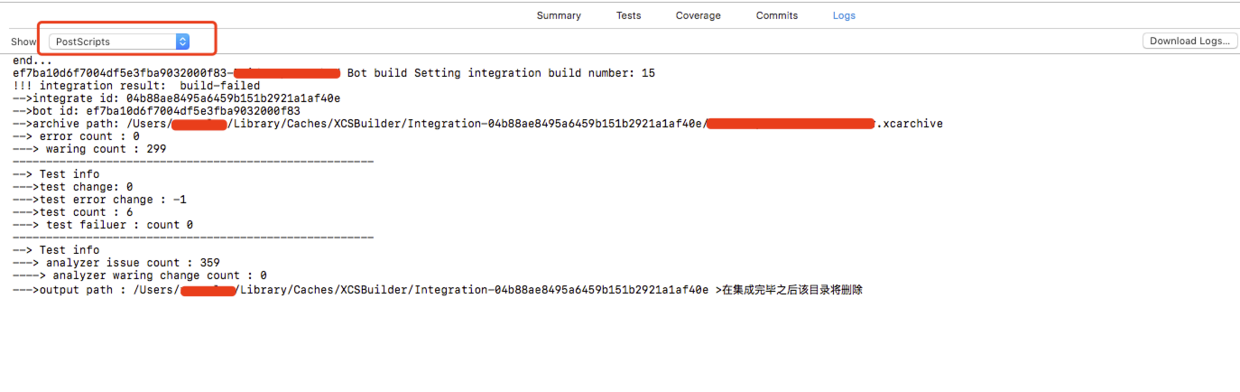 Summary Tests Coverage Commits Logs
Show PostScripts Download Logs...
end...
ef7ba10d6f7004df5e3fba9032000f83- Bot build Setting integration build number: 15
!!! integration result:  build-failed
-->integrate id: 04b88ae8495a6459b151b2921a1af40e
-->bot id: ef7ba10d6f7004df5e3fba9032000f83
-->archive path: /Users/ /Library/Caches/XCSBuilder/Integration-04b88ae8495a6459b151b2921a1af40e/ .xcarchive
--> error count : 0
---> waring count : 299
------------------------------------------------------
--> Test info
--->test change: 0
--->test error change : -1
--->test count : 6
---> test failuer : count 0
------------------------------------------------------
--> Test info
---> analyzer issue count : 359
----> analyzer waring change count : 0
--->output path : /Users/ /Library/Caches/XCSBuilder/Integration-04b88ae8495a6459b151b2921a1af40e >在集成完毕之后该目录将删除